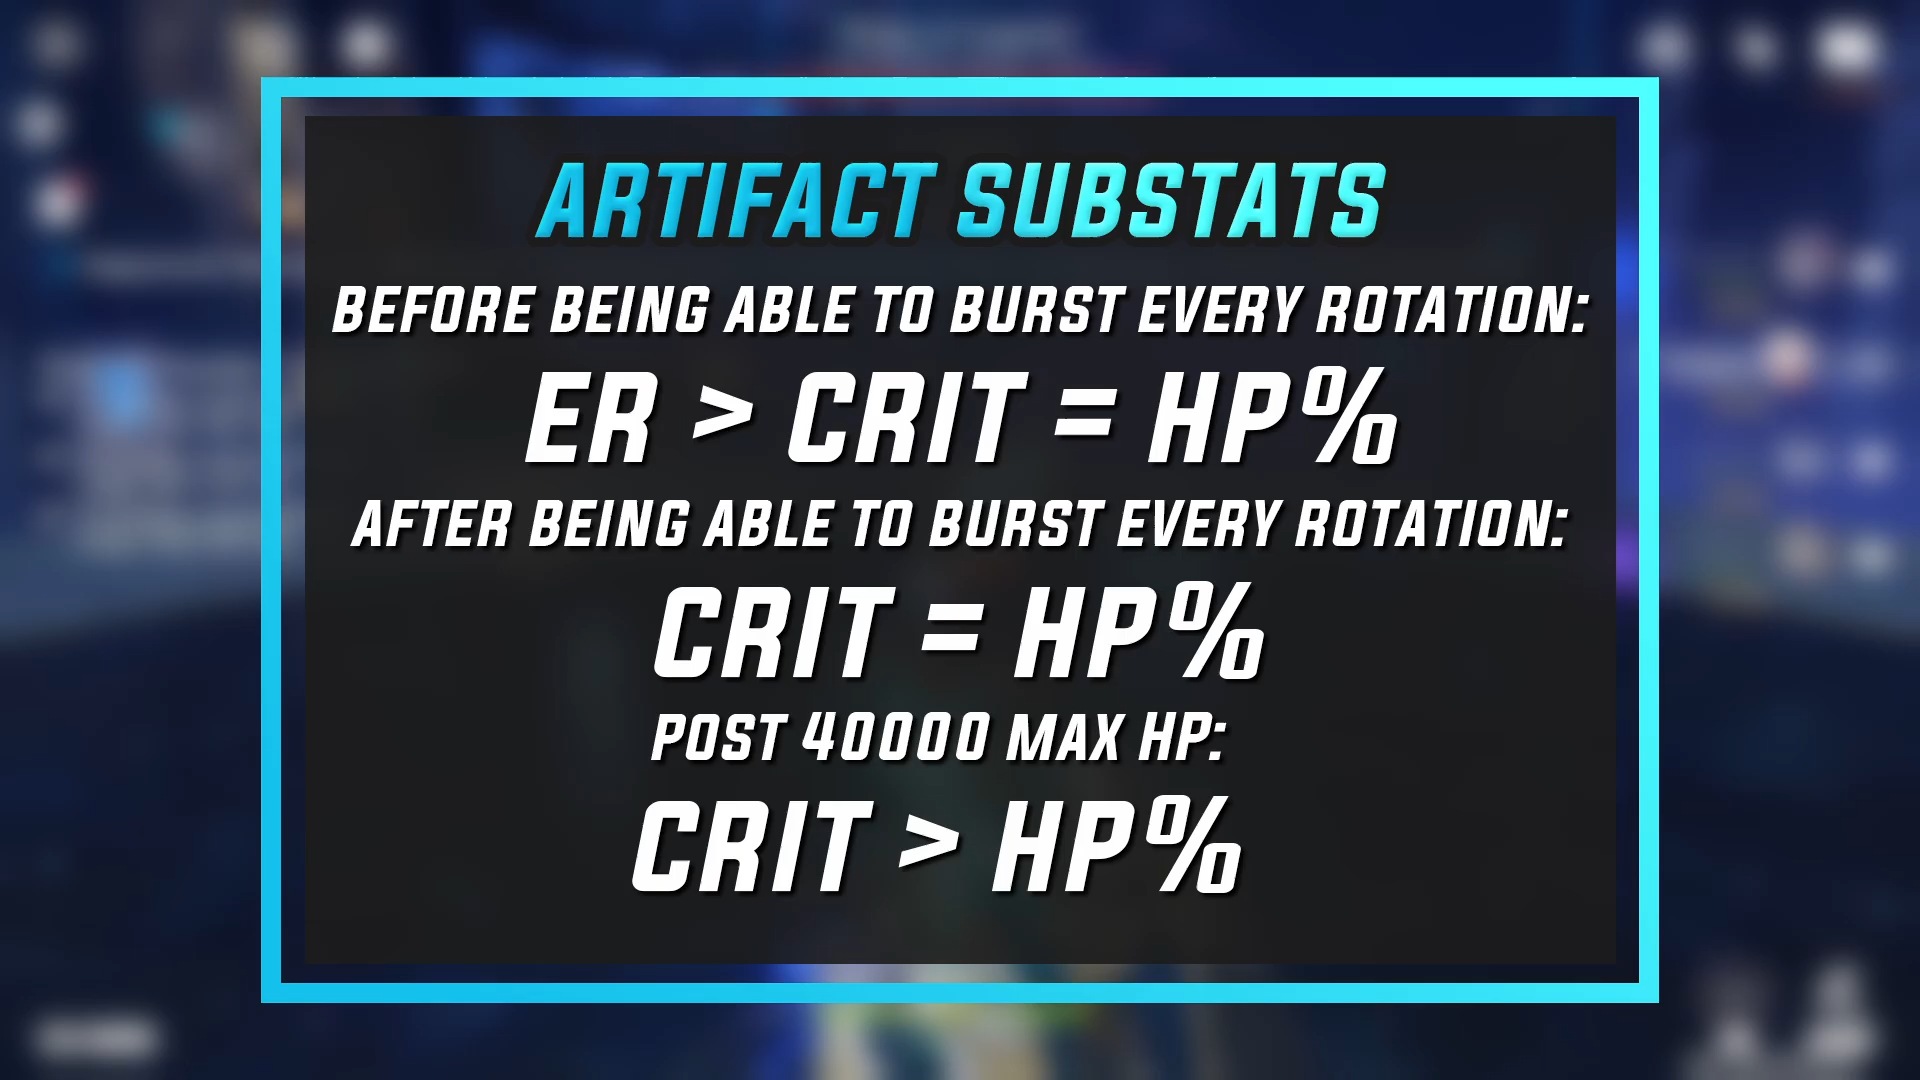 ARTIFACT SUBSTATS
BEFORE BEING ABLE TO BURST EVERY ROTATION:
ER > CRIT = HP%
AFTER BEING ABLE TO BURST EVERY ROTATION:
CRIT = HP%
POST 40000 MAX HP:
CRIT > HP%